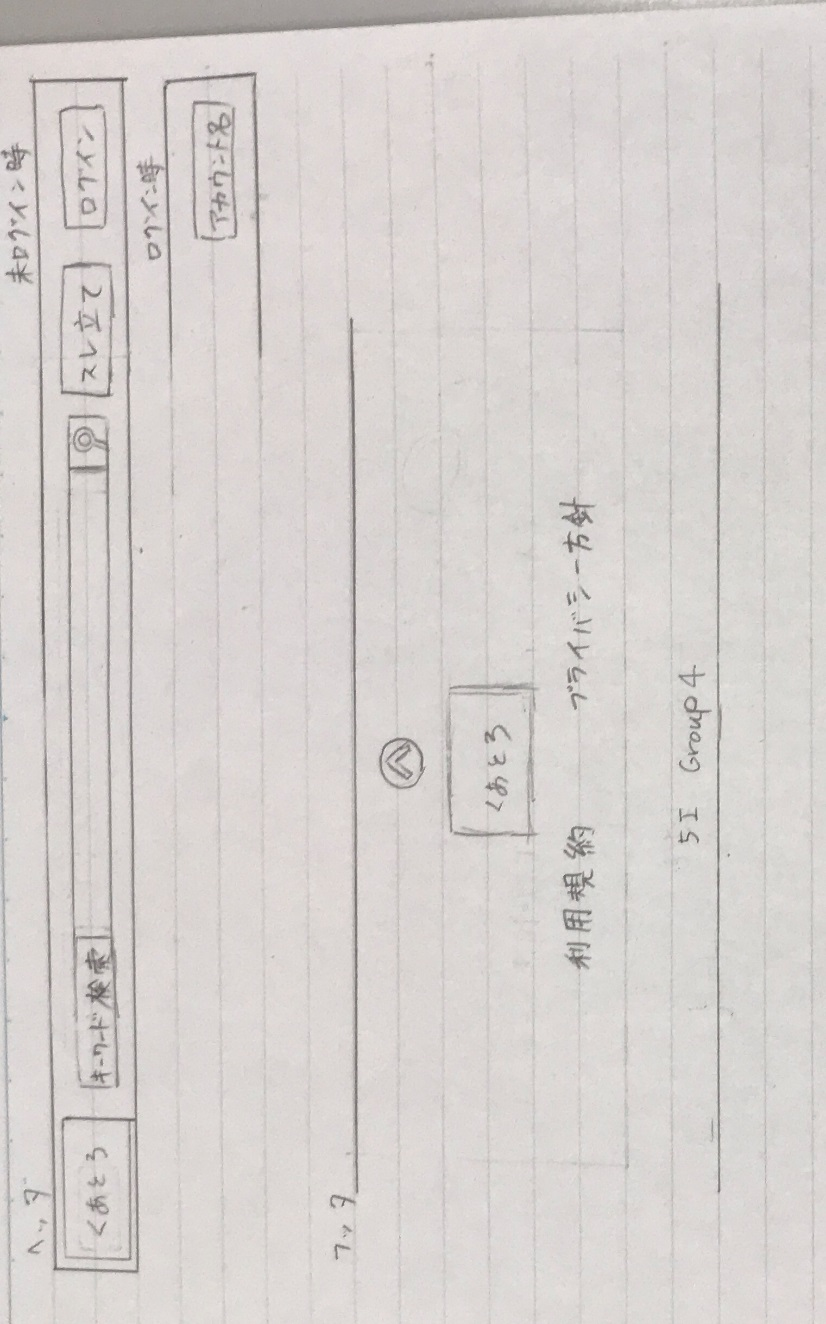 ヘッダ
未ログイン時
くあとろ
キーワード検索
スレ立て
ログイン
ログイン時
アカウント名
フッタ
くあとろ
利用規約 プライバシー方針
5I Group4